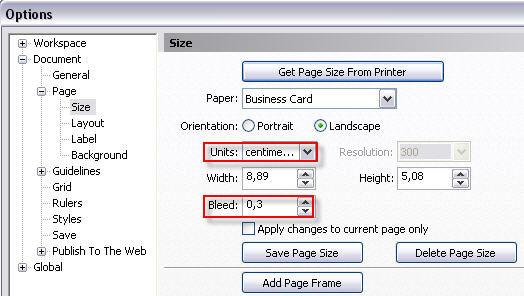 Options
Workspace
Document
General
Page
Size
Layout
Label
Background
Guidelines
Grid
Rulers
Styles
Save
Publish To The Web
Global
Size
Get Page Size From Printer
Paper: Business Card
Orientation: Portrait Landscape
Units: centime... Resolution: 300
Width: 8,89 Height: 5,08
Bleed: 0,3
Apply changes to current page only
Save Page Size Delete Page Size
Add Page Frame